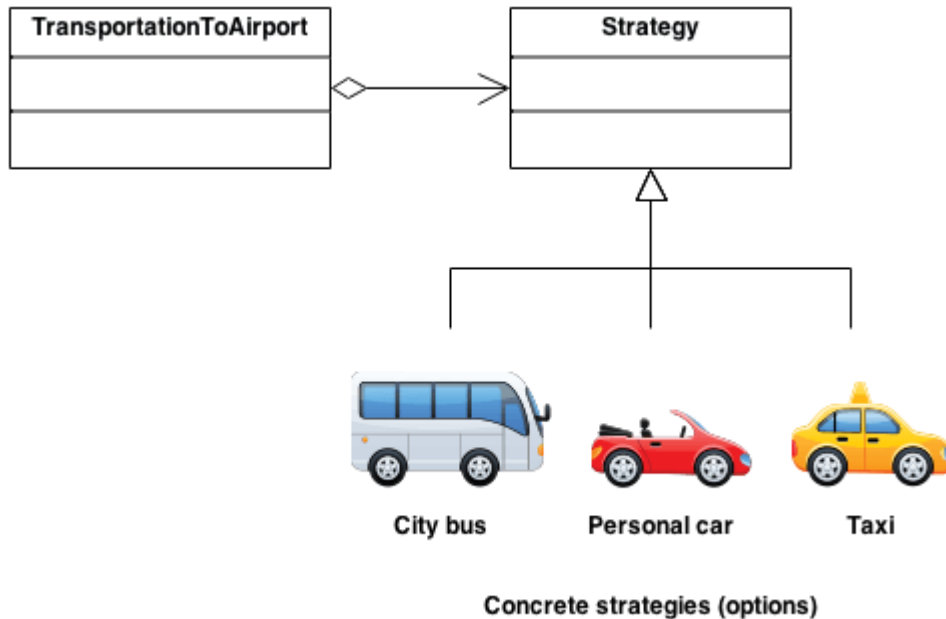 TransportationToAirport
Strategy
City bus
Personal car
Taxi
Concrete strategies (options)